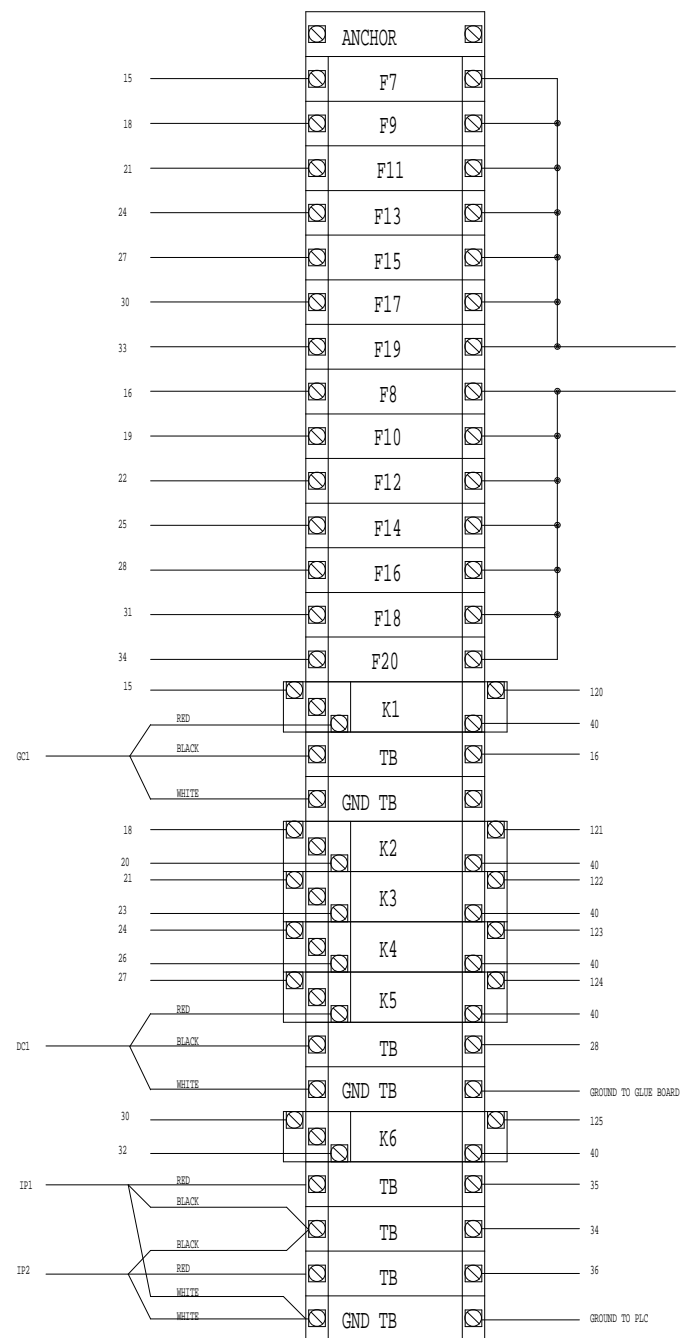 ANCHOR
15 F7
18 F9
21 F11
24 F13
27 F15
30 F17
33 F19
16 F8
19 F10
22 F12
25 F14
28 F16
31 F18
34 F20
15 K1 120
RED 40
GC1 BLACK TB 16
WHITE GND TB
18 K2 121
20 40
21 K3 122
23 40
24 K4 123
26 40
27 K5 124
RED 40
DC1 BLACK TB 28
WHITE GND TB GROUND TO GLUE BOARD
30 K6 125
32 40
IP1 RED TB 35
BLACK
TB 34
BLACK
IP2 RED TB 36
WHITE
WHITE GND TB GROUND TO PLC